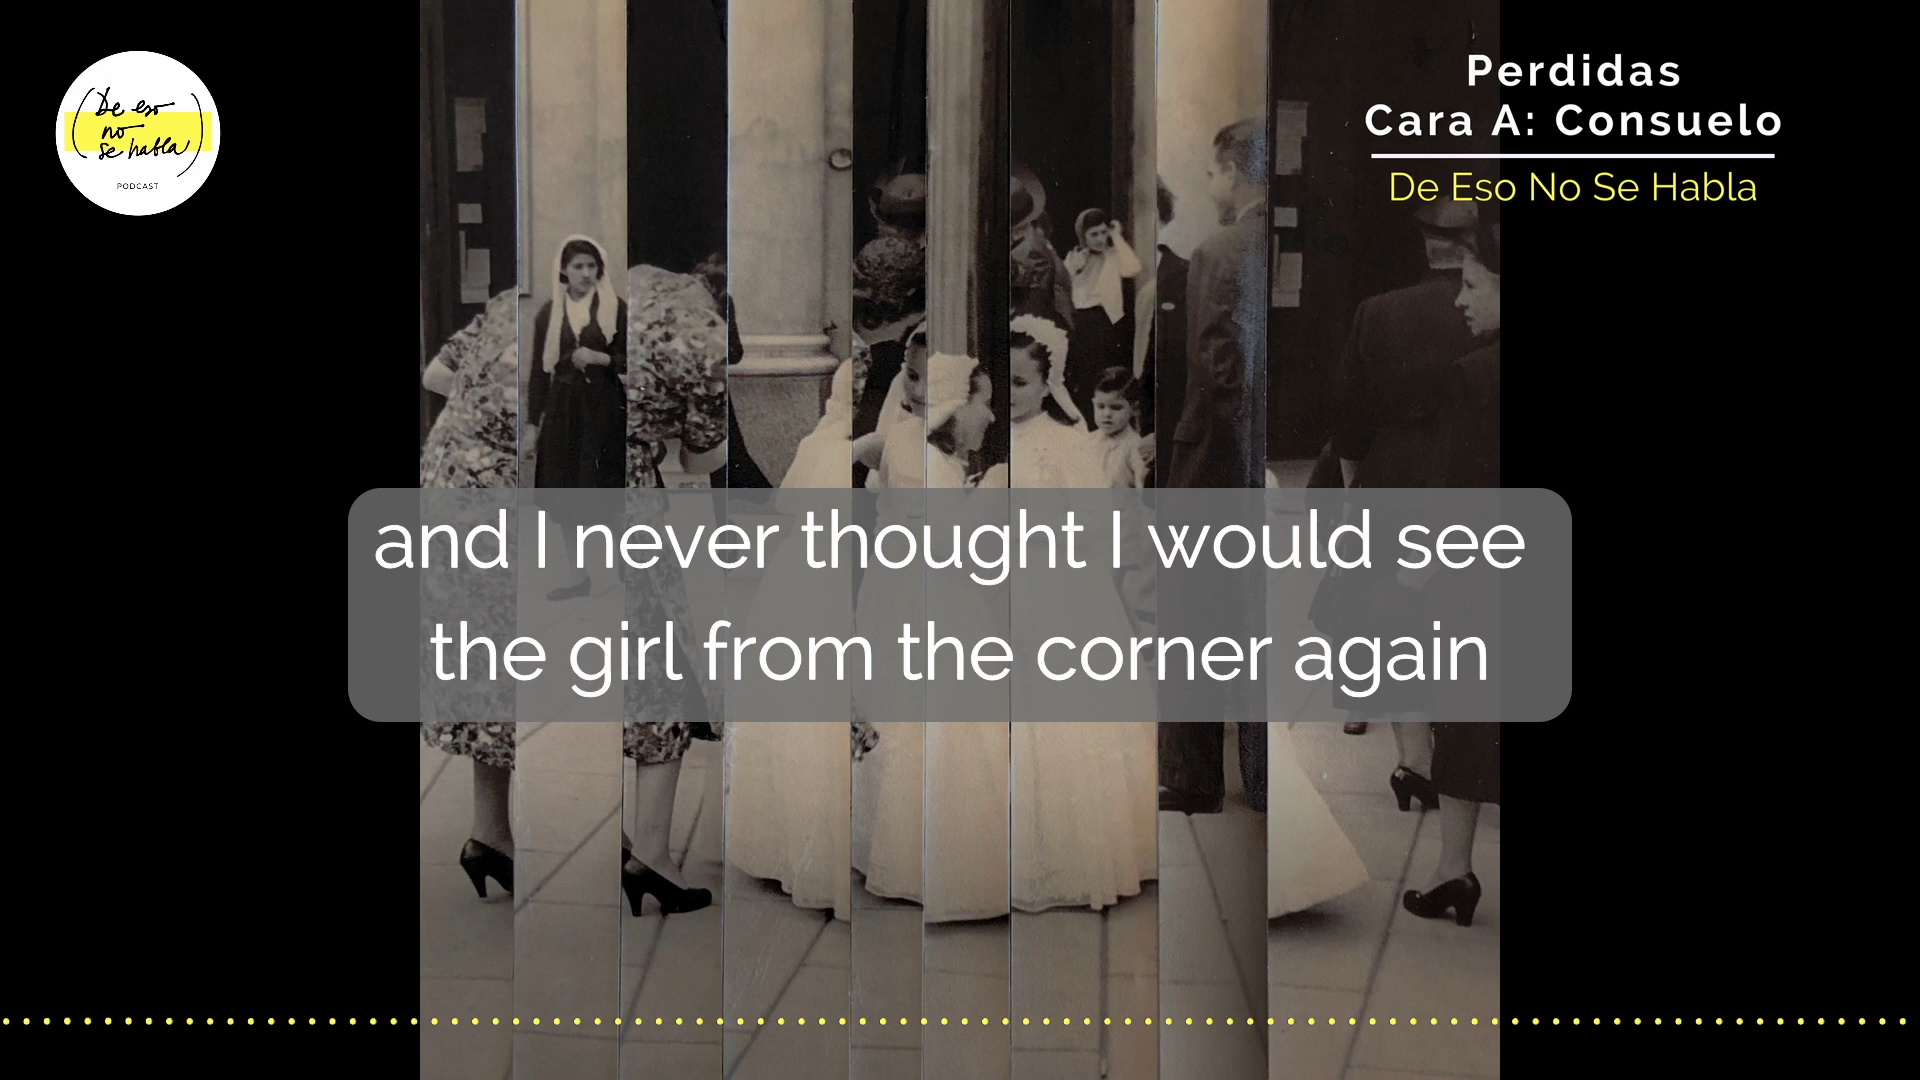 (De eso
no
se habla)
PODCAST
Perdidas
Cara A: Consuelo
De Eso No Se Habla
and I never thought I would see
the girl from the corner again